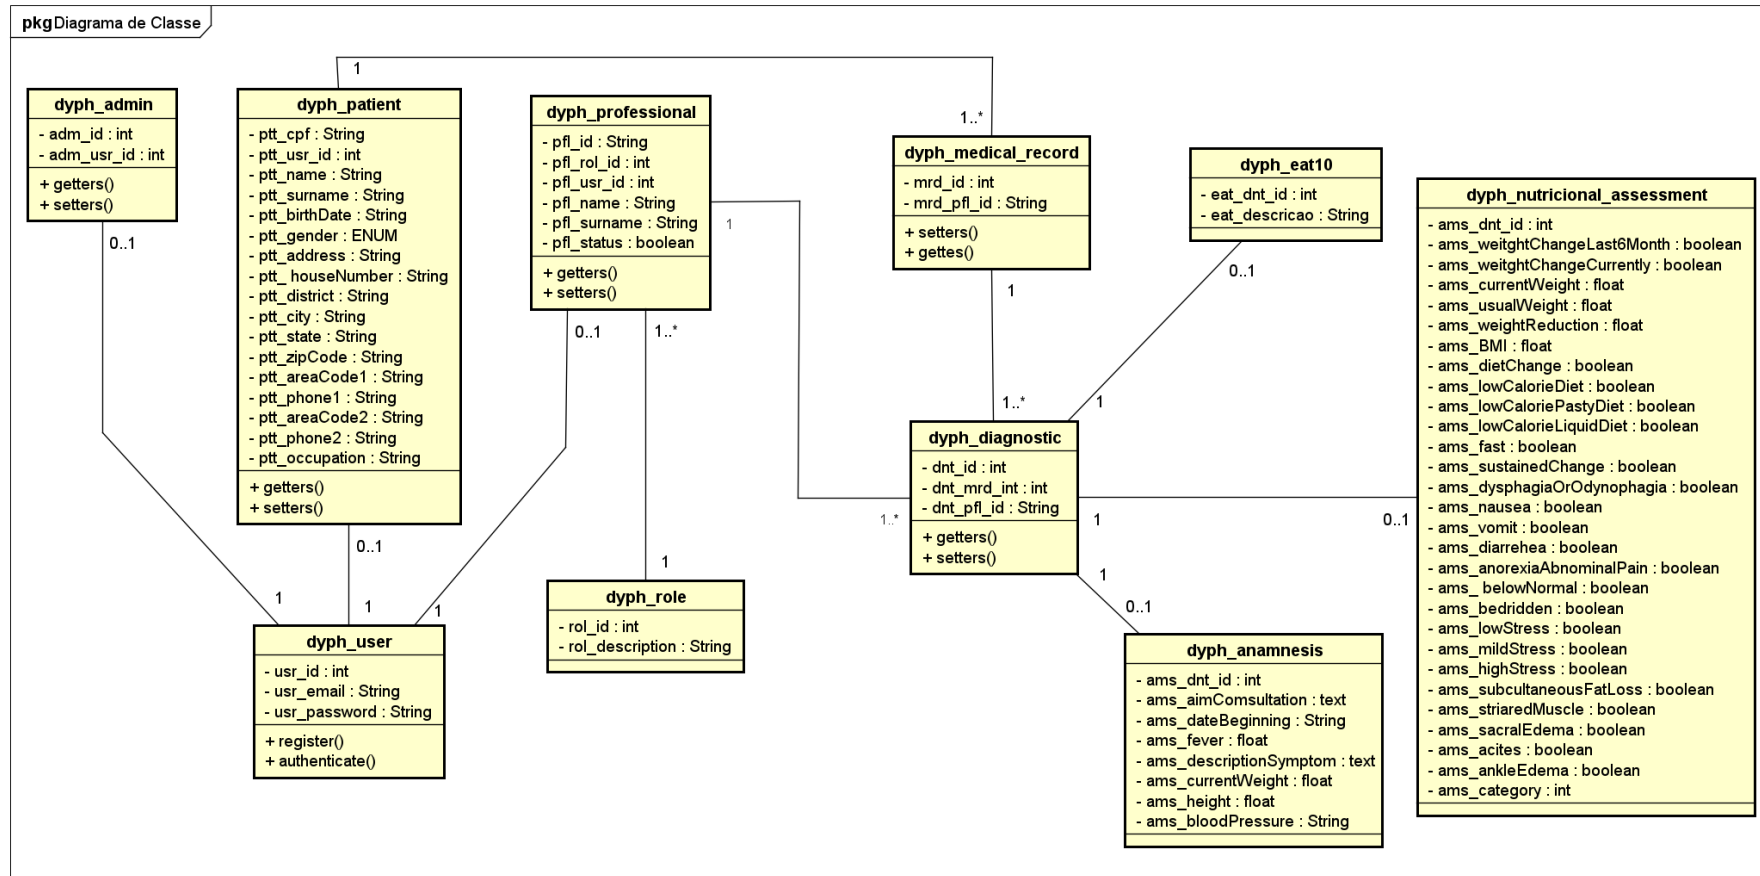 pkg Diagrama de Classe
dyph_admin
- adm_id : int
- adm_usr_id : int
+ getters()
+ setters()
0..1
1
dyph_patient
- ptt_cpf : String
- ptt_usr_id : int
- ptt_name : String
- ptt_surname : String
- ptt_birthDate : String
- ptt_gender : ENUM
- ptt_address : String
- ptt_ houseNumber : String
- ptt_district : String
- ptt_city : String
- ptt_state : String
- ptt_zipCode : String
- ptt_areaCode1 : String
- ptt_phone1 : String
- ptt_areaCode2 : String
- ptt_phone2 : String
- ptt_occupation : String
+ getters()
+ setters()
1
1..*
0..1
1
dyph_professional
- pfl_id : String
- pfl_rol_id : int
- pfl_usr_id : int
- pfl_name : String
- pfl_surname : String
- pfl_status : boolean
+ getters()
+ setters()
1
1..*
0..1
1
1..*
1
dyph_medical_record
- mrd_id : int
- mrd_pfl_id : String
+ setters()
+ gettes()
1
1..*
dyph_eat10
- eat_dnt_id : int
- eat_descricao : String
0..1
1
dyph_nutricional_assessment
- ams_dnt_id : int
- ams_weitghtChangeLast6Month : boolean
- ams_weitghtChangeCurrently : boolean
- ams_currentWeight : float
- ams_usualWeight : float
- ams_weightReduction : float
- ams_BMI : float
- ams_dietChange : boolean
- ams_lowCalorieDiet : boolean
- ams_lowCaloriePastyDiet : boolean
- ams_lowCalorieLiquidDiet : boolean
- ams_fast : boolean
- ams_sustainedChange : boolean
- ams_dysphagiaOrOdynophagia : boolean
- ams_nausea : boolean
- ams_vomit : boolean
- ams_diarrehea : boolean
- ams_anorexiaAbnominalPain : boolean
- ams_ belowNormal : boolean
- ams_bedridden : boolean
- ams_lowStress : boolean
- ams_mildStress : boolean
- ams_highStress : boolean
- ams_subcultaneousFatLoss : boolean
- ams_striaredMuscle : boolean
- ams_sacralEdema : boolean
- ams_acites : boolean
- ams_ankleEdema : boolean
- ams_category : int
dyph_diagnostic
- dnt_id : int
- dnt_mrd_int : int
- dnt_pfl_id : String
+ getters()
+ setters()
1
0..1
1
0..1
dyph_user
- usr_id : int
- usr_email : String
- usr_password : String
+ register()
+ authenticate()
dyph_role
- rol_id : int
- rol_description : String
dyph_anamnesis
- ams_dnt_id : int
- ams_aimComsultation : text
- ams_dateBeginning : String
- ams_fever : float
- ams_descriptionSymptom : text
- ams_currentWeight : float
- ams_height : float
- ams_bloodPressure : String